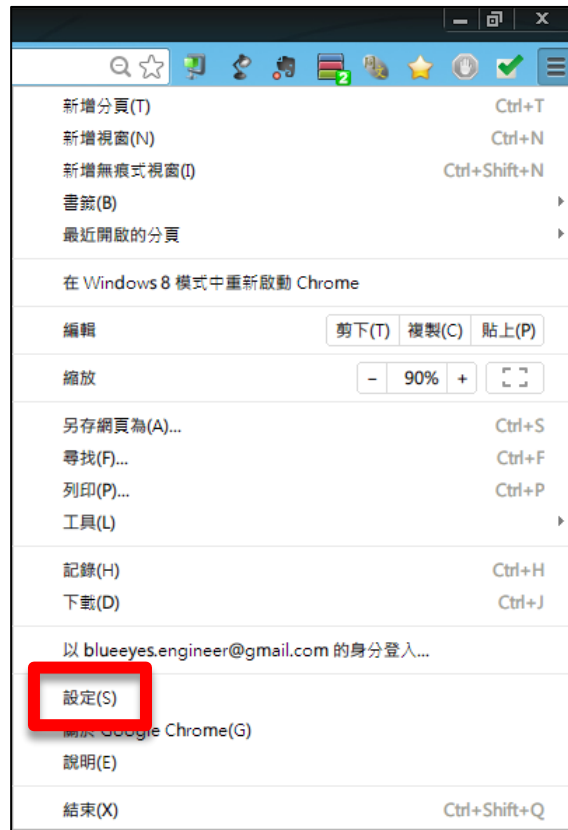 2
新增分頁(T) Ctrl+T
新增視窗(N) Ctrl+N
新增無痕式視窗(I) Ctrl+Shift+N
書籤(B)
最近開啟的分頁
在 Windows 8 模式中重新啟動 Chrome
編輯 剪下(T) 複製(C) 貼上(P)
縮放 - 90% +
另存網頁為(A)... Ctrl+S
尋找(F)... Ctrl+F
列印(P)... Ctrl+P
工具(L)
記錄(H) Ctrl+H
下載(D) Ctrl+J
以 blueeyes.engineer@gmail.com 的身分登入...
設定(S)
關於 Google Chrome(G)
說明(E)
結束(X) Ctrl+Shift+Q